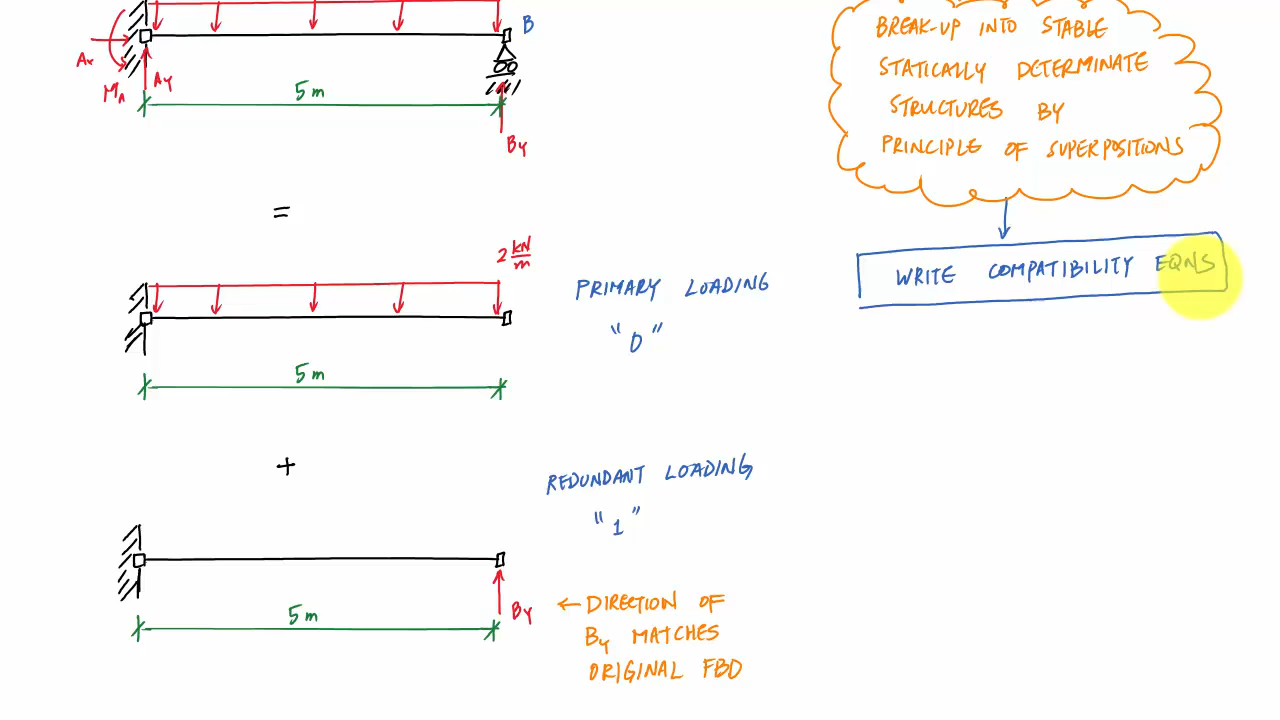 B
Ax
MA
Ay
5 m
By
=
2 kN/m
5 m
PRIMARY LOADING
"0"
+
REDUNDANT LOADING
"1"
By
5 m
← DIRECTION OF
By MATCHES
ORIGINAL FBD
BREAK-UP INTO STABLE
STATICALLY DETERMINATE
STRUCTURES BY
PRINCIPLE OF SUPERPOSITIONS
WRITE COMPATIBILITY EQNS